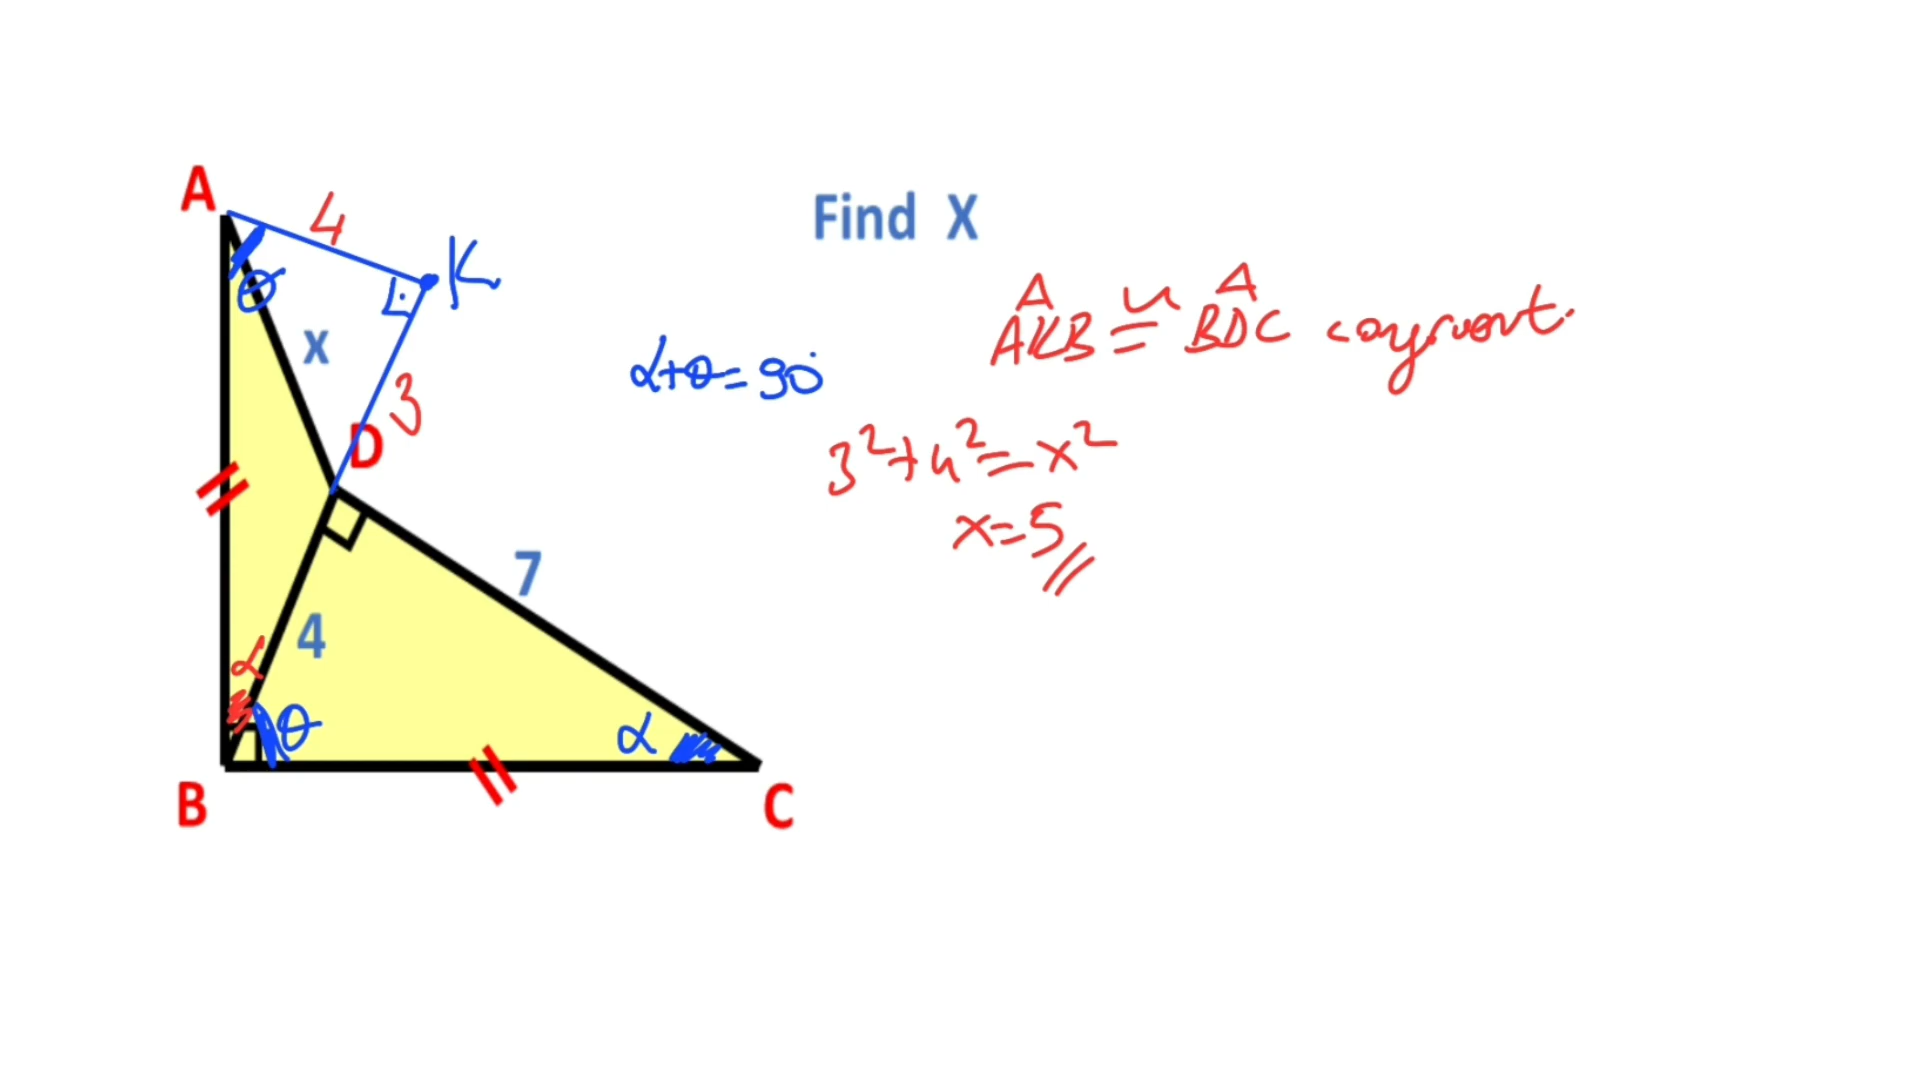 A
4
K
θ
Find X
x
AKB ≅ BDC congruent.
α+θ=90°
3
D
3²+4²=x²
x=5
7
4
α
θ
α
B
C